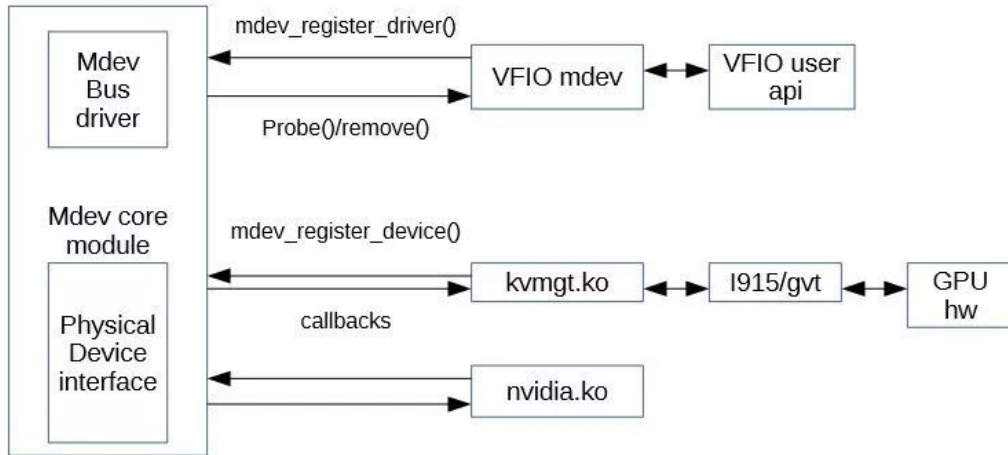 Mdev
Bus
driver
mdev_register_driver()
VFIO mdev
VFIO user
api
Probe()/remove()
Mdev core
module
mdev_register_device()
kvmgt.ko
I915/gvt
GPU
hw
callbacks
Physical
Device
interface
nvidia.ko